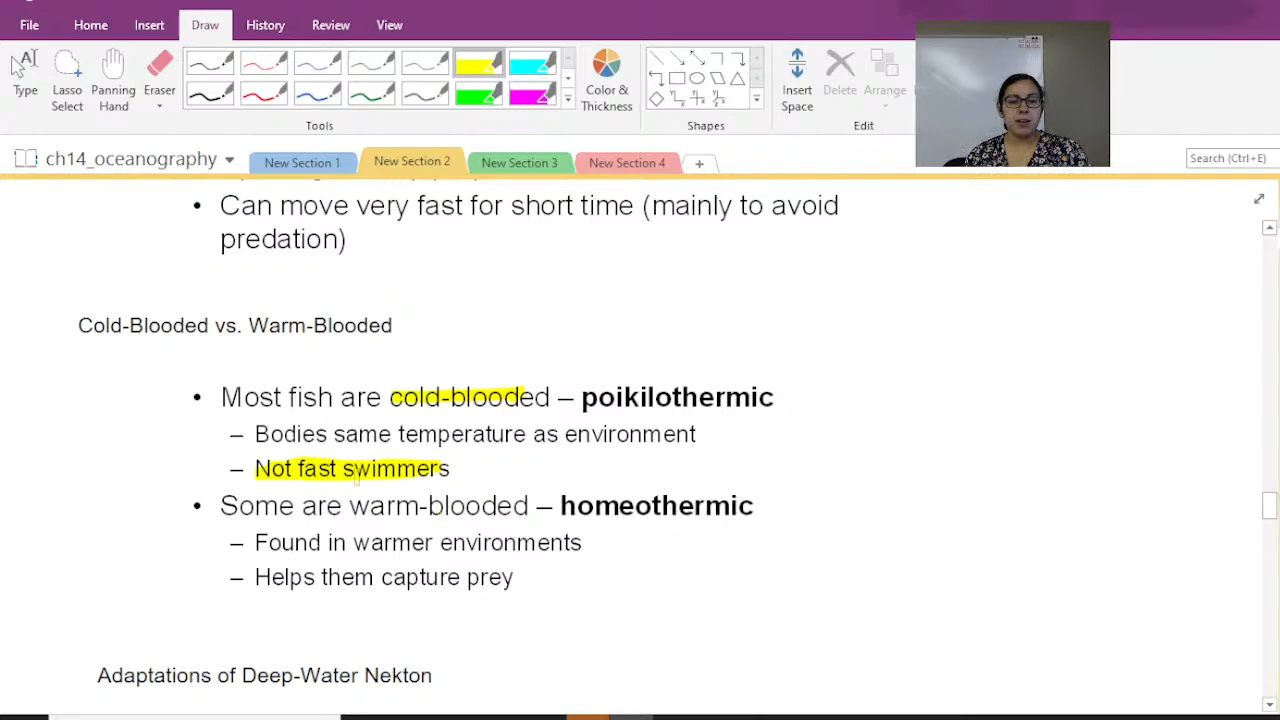 File Home Insert Draw History Review View
Type
Lasso Select
Panning Hand
Eraser
Color & Thickness
Insert Space
Delete
Arrange
Tools
Shapes
Edit
ch14_oceanography
New Section 1
New Section 2
New Section 3
New Section 4
+
Search (Ctrl+E)
• Can move very fast for short time (mainly to avoid
predation)
Cold-Blooded vs. Warm-Blooded
• Most fish are cold-blooded – poikilothermic
– Bodies same temperature as environment
– Not fast swimmers
• Some are warm-blooded – homeothermic
– Found in warmer environments
– Helps them capture prey
Adaptations of Deep-Water Nekton